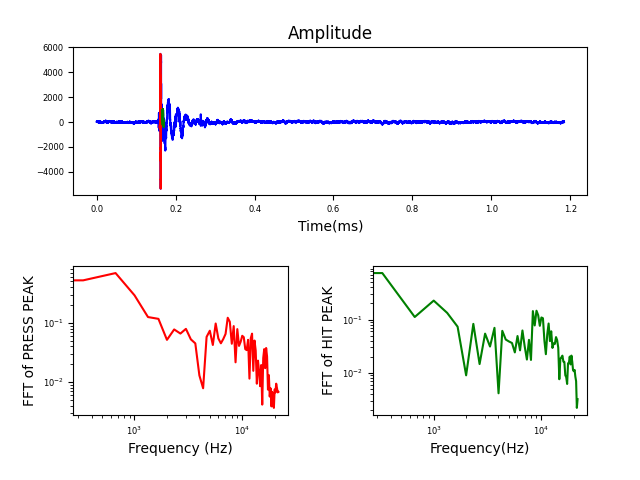 Amplitude
6000
4000
2000
0
−2000
−4000
0.0 0.2 0.4 0.6 0.8 1.0 1.2
Time(ms)
FFT of PRESS PEAK
10⁻¹
10⁻²
10³ 10⁴
Frequency (Hz)
FFT of HIT PEAK
10⁻¹
10⁻²
10³ 10⁴
Frequency(Hz)